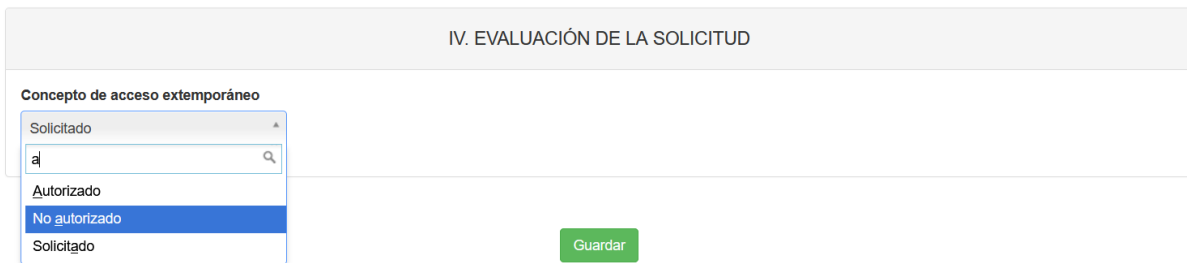 IV. EVALUACIÓN DE LA SOLICITUD
Concepto de acceso extemporáneo
Solicitado
a
Autorizado
No autorizado
Solicitado
Guardar